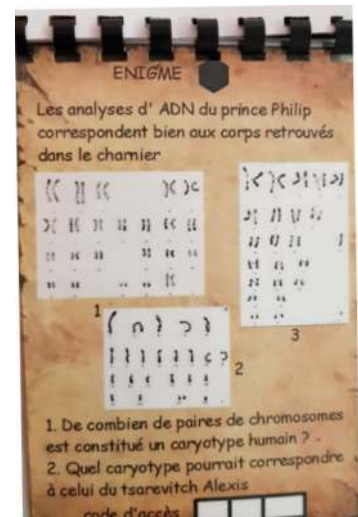 ENIGME
Les analyses d' ADN du prince Philip
correspondent bien aux corps retrouvés
dans le charnier
1
2
3
1. De combien de paires de chromosomes
est constitué un caryotype humain ?
2. Quel caryotype pourrait correspondre
à celui du tsarevitch Alexis
code d'accès